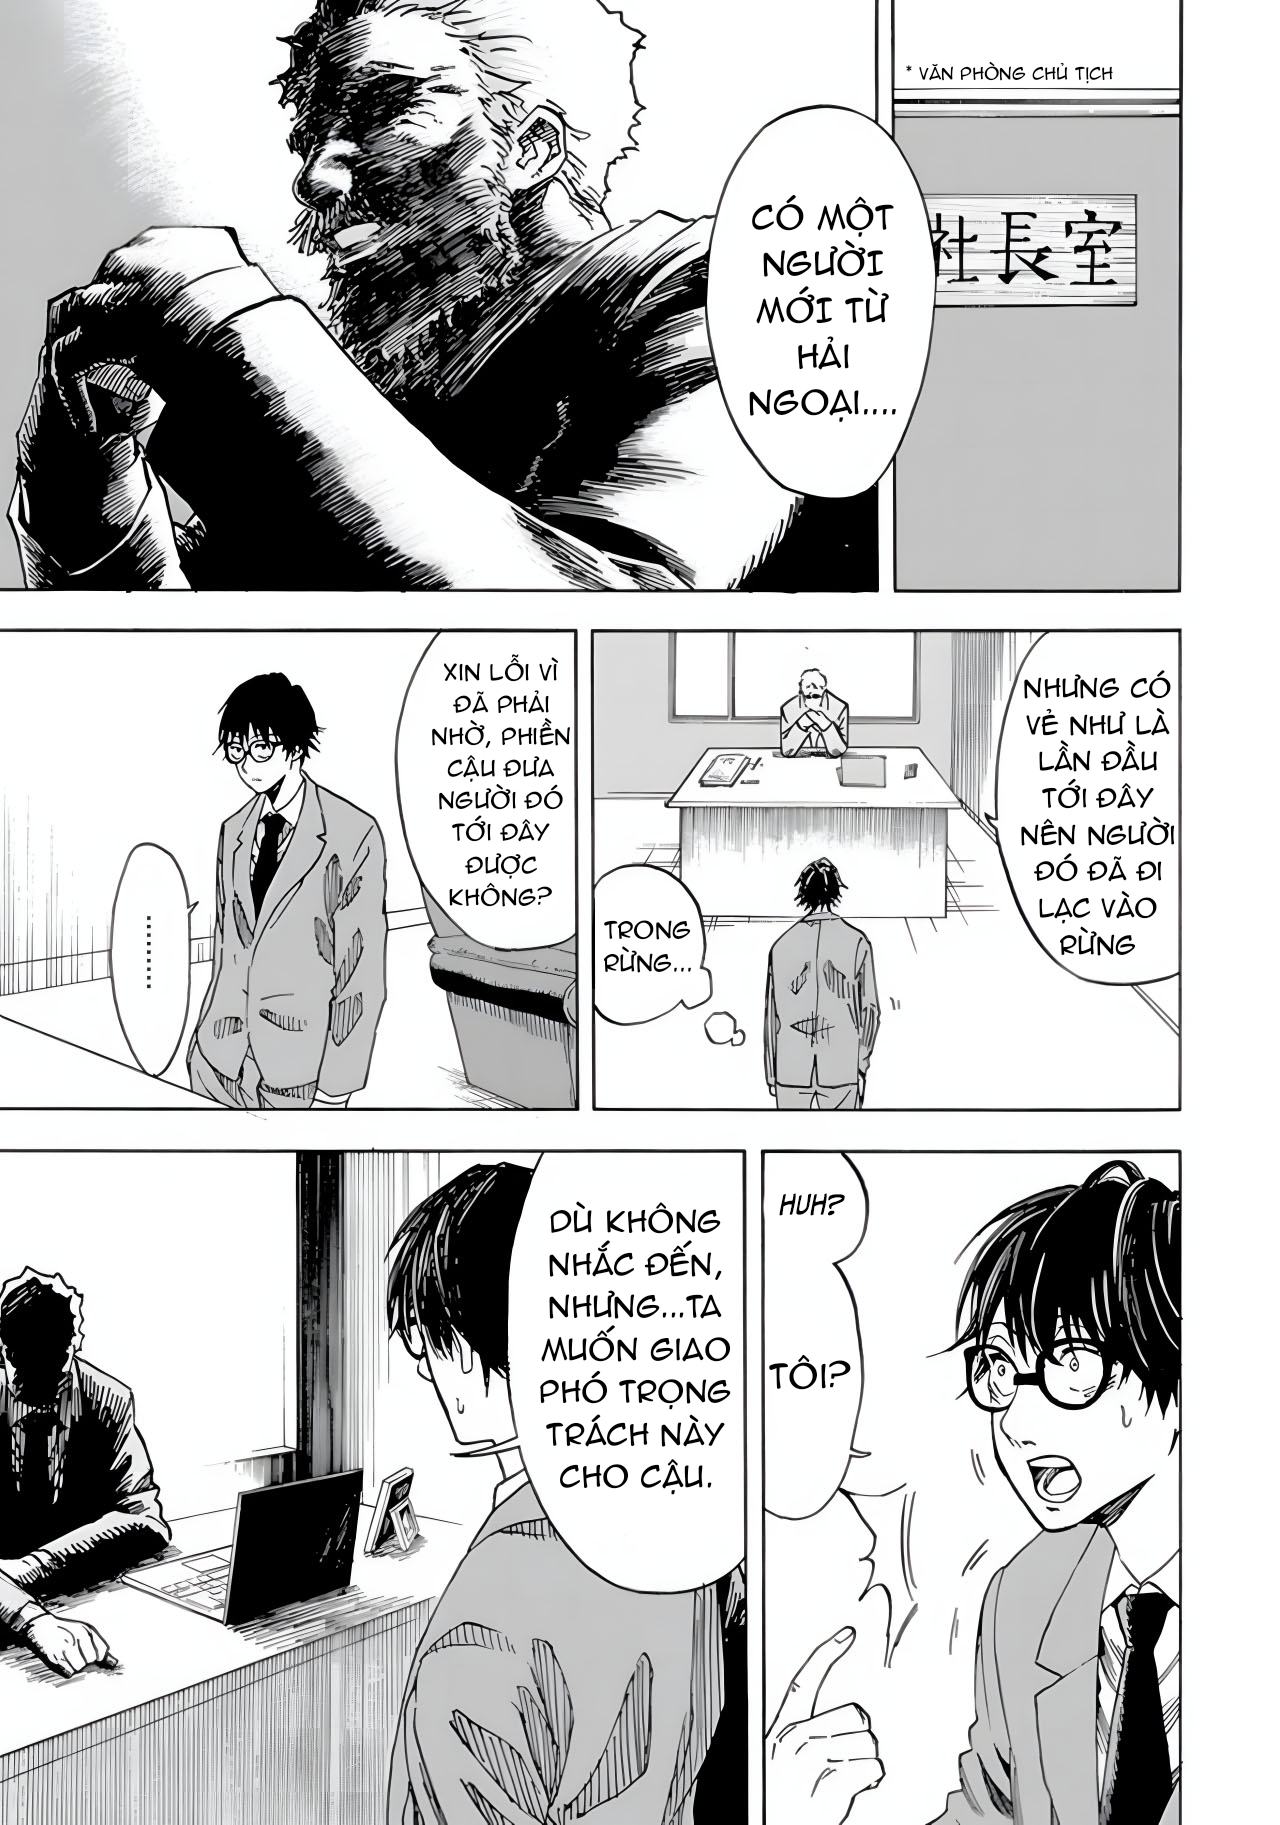 * VĂN PHÒNG CHỦ TỊCH
社長室
CÓ MỘT
NGƯỜI
MỚI TỪ
HẢI
NGOẠI....
NHƯNG CÓ
VẺ NHƯ LÀ
LẦN ĐẦU
TỚI ĐÂY
NÊN NGƯỜI
ĐÓ ĐÃ ĐI
LẠC VÀO
RỪNG
TRONG
RỪNG...
XIN LỖI VÌ
ĐÃ PHẢI
NHỜ, PHIỀN
CẬU ĐƯA
NGƯỜI ĐÓ
TỚI ĐÂY
ĐƯỢC
KHÔNG?
.........
HUH?
TÔI?
DÙ KHÔNG
NHẮC ĐẾN,
NHƯNG...TA
MUỐN GIAO
PHÓ TRỌNG
TRÁCH NÀY
CHO CẬU.